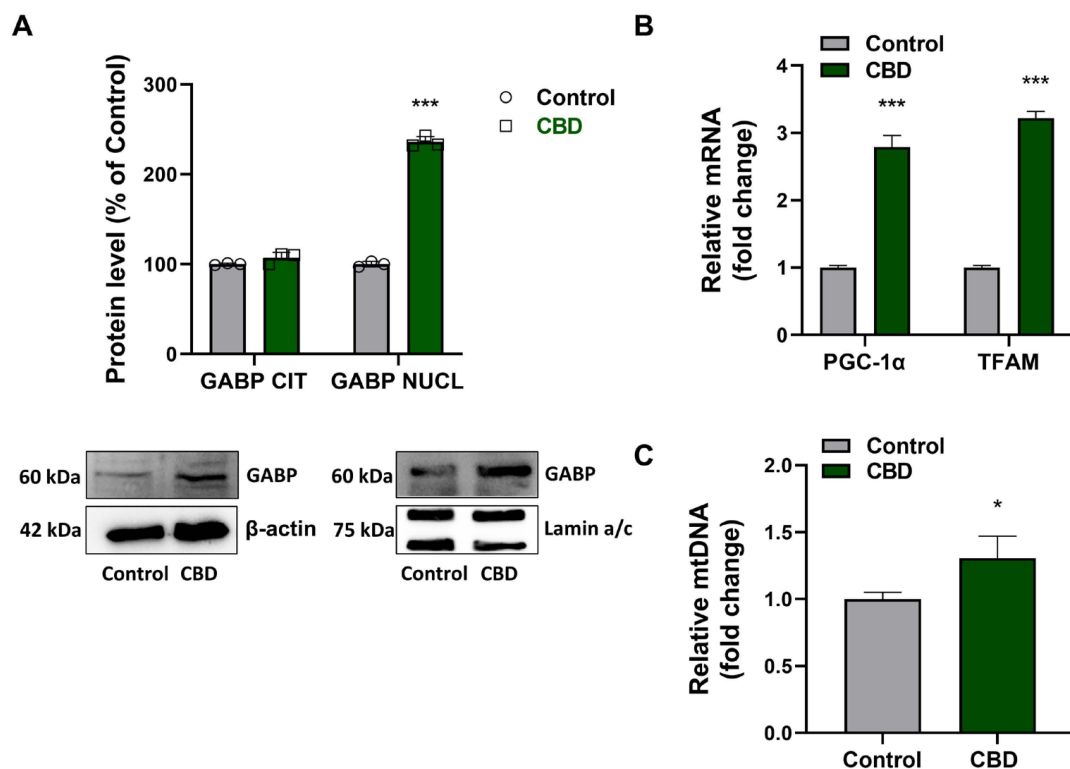 A
Protein level (% of Control)
300
200
100
0
***
GABP CIT
GABP NUCL
Control
CBD
60 kDa
GABP
42 kDa
β-actin
Control CBD
60 kDa
GABP
75 kDa
Lamin a/c
Control CBD
B
Control
CBD
Relative mRNA
(fold change)
4
3
2
1
0
***
***
PGC-1α
TFAM
C
Control
CBD
Relative mtDNA
(fold change)
2.0
1.5
1.0
0.5
0.0
*
Control
CBD